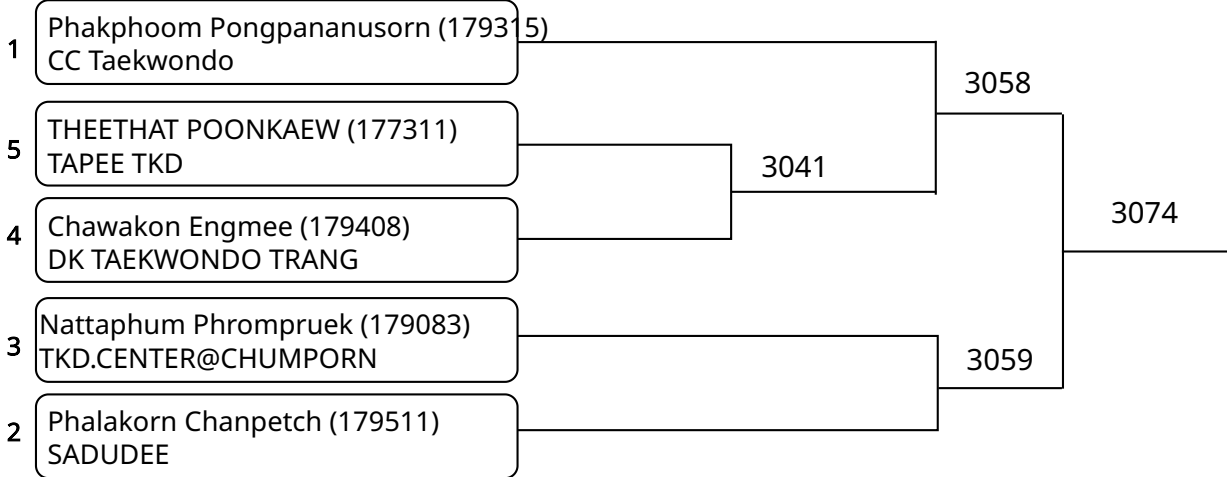 1
Phakphoom Pongpananusorn (179315)
CC Taekwondo
3058
5
THEETHAT POONKAEW (177311)
TAPEE TKD
3041
4
Chawakon Engmee (179408)
DK TAEKWONDO TRANG
3074
3
Nattaphum Phrompruek (179083)
TKD.CENTER@CHUMPORN
3059
2
Phalakorn Chanpetch (179511)
SADUDEE